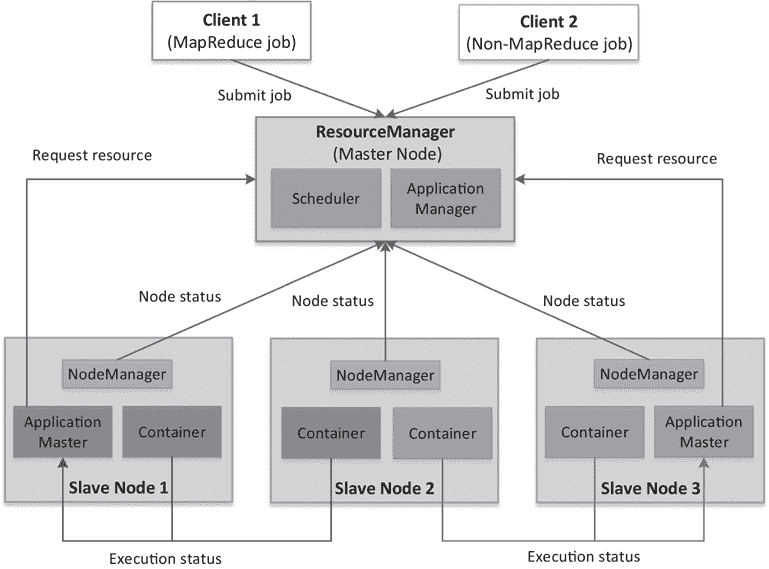 Client 1
(MapReduce job)
Client 2
(Non-MapReduce job)
Submit job
Submit job
ResourceManager
(Master Node)
Request resource
Request resource
Scheduler
Application
Manager
Node status
Node status
Node status
NodeManager
NodeManager
NodeManager
Application
Master
Container
Container
Container
Container
Application
Master
Slave Node 1
Slave Node 2
Slave Node 3
Execution status
Execution status